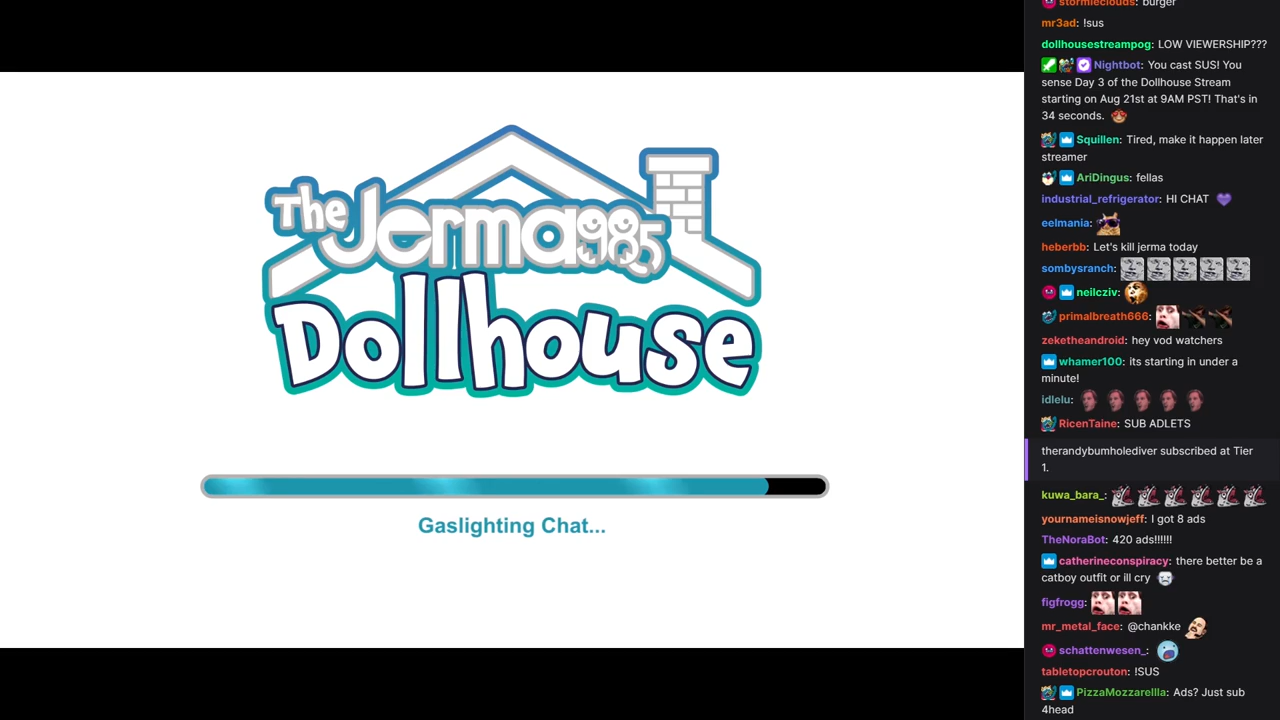 The Jerma985
Dollhouse
Gaslighting Chat...
stormieclouds: burger
mr3ad: !sus
dollhousestreampog: LOW VIEWERSHIP???
Nightbot: You cast SUS! You
sense Day 3 of the Dollhouse Stream
starting on Aug 21st at 9AM PST! That's in
34 seconds.
Squillen: Tired, make it happen later
streamer
AriDingus: fellas
industrial_refrigerator: HI CHAT
eelmania:
heberbb: Let's kill jerma today
sombysranch:
neilcziv:
primalbreath666:
zeketheandroid: hey vod watchers
whamer100: its starting in under a
minute!
idlelu:
RicenTaine: SUB ADLETS
therandybumholediver subscribed at Tier
1.
kuwa_bara_:
yournameisnowjeff: I got 8 ads
TheNoraBot: 420 ads!!!!!!
catherineconspiracy: there better be a
catboy outfit or ill cry
figfrogg:
mr_metal_face: @chankke
schattenwesen_:
tabletopcrouton: !SUS
PizzaMozzarellla: Ads? Just sub
4head